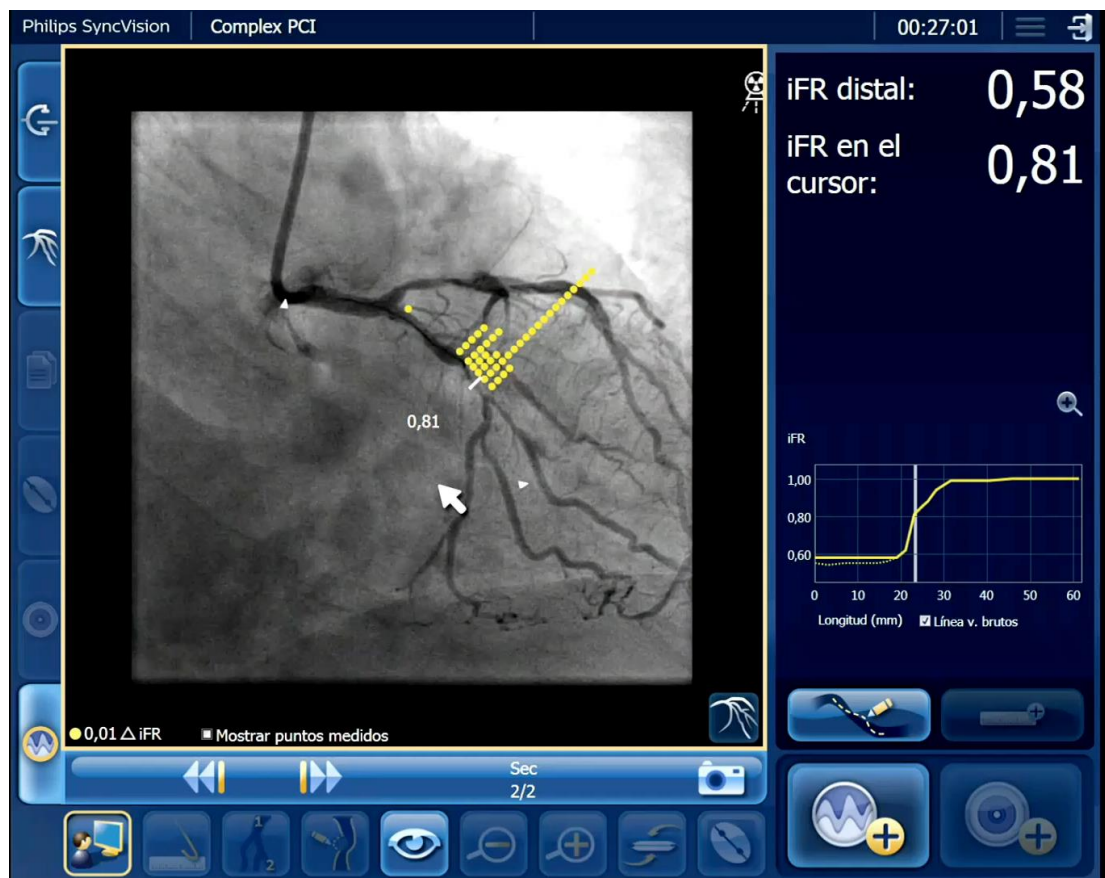 Philips SyncVision
Complex PCI
00:27:01
iFR distal: 0,58
iFR en el
cursor: 0,81
0,81
iFR
1,00
0,80
0,60
0 10 20 30 40 50 60
Longitud (mm) Línea v. brutos
0,01 △ iFR Mostrar puntos medidos
Sec
2/2
1
2